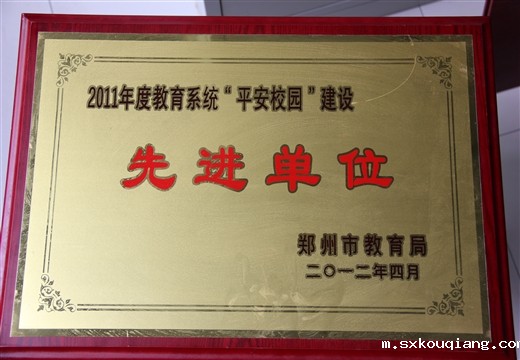 2011年度教育系统“平安校园”建设
先进单位
郑州市教育局
二〇一二年四月
m.sxkouqiang.com